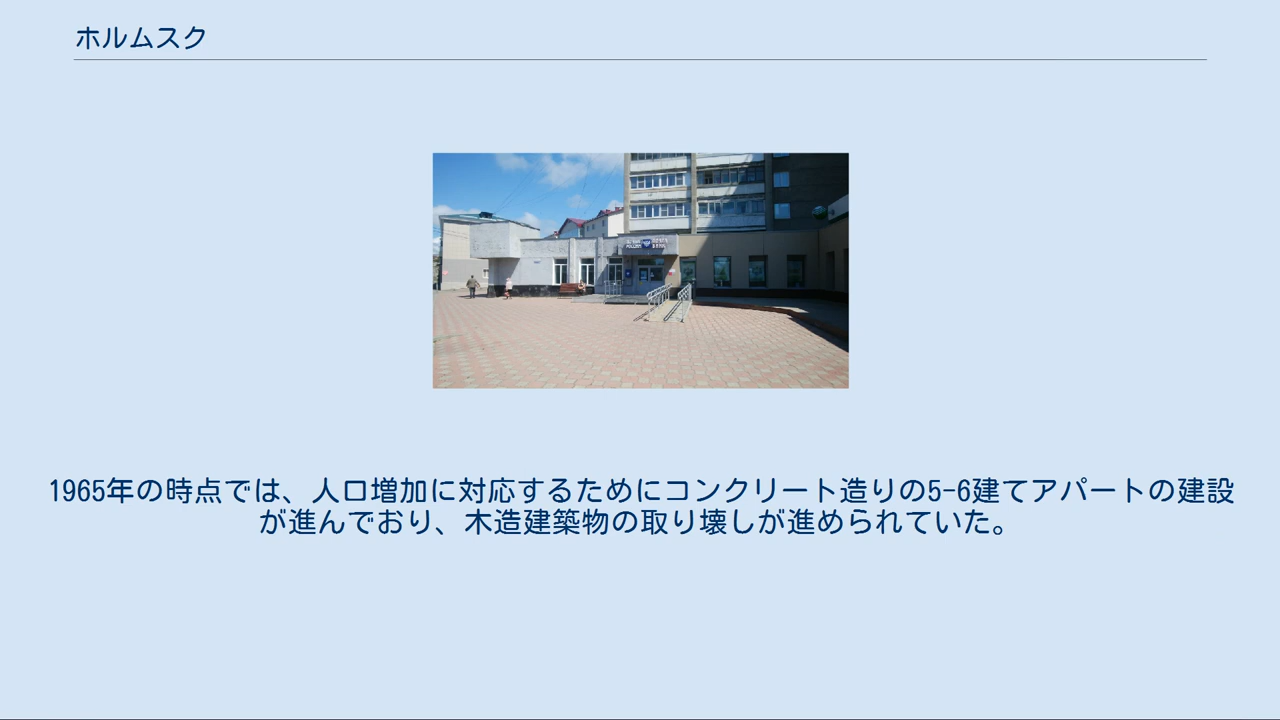 ホルムスク
1965年の時点では、人口増加に対応するためにコンクリート造りの5-6建てアパートの建設
が進んでおり、木造建築物の取り壊しが進められていた。